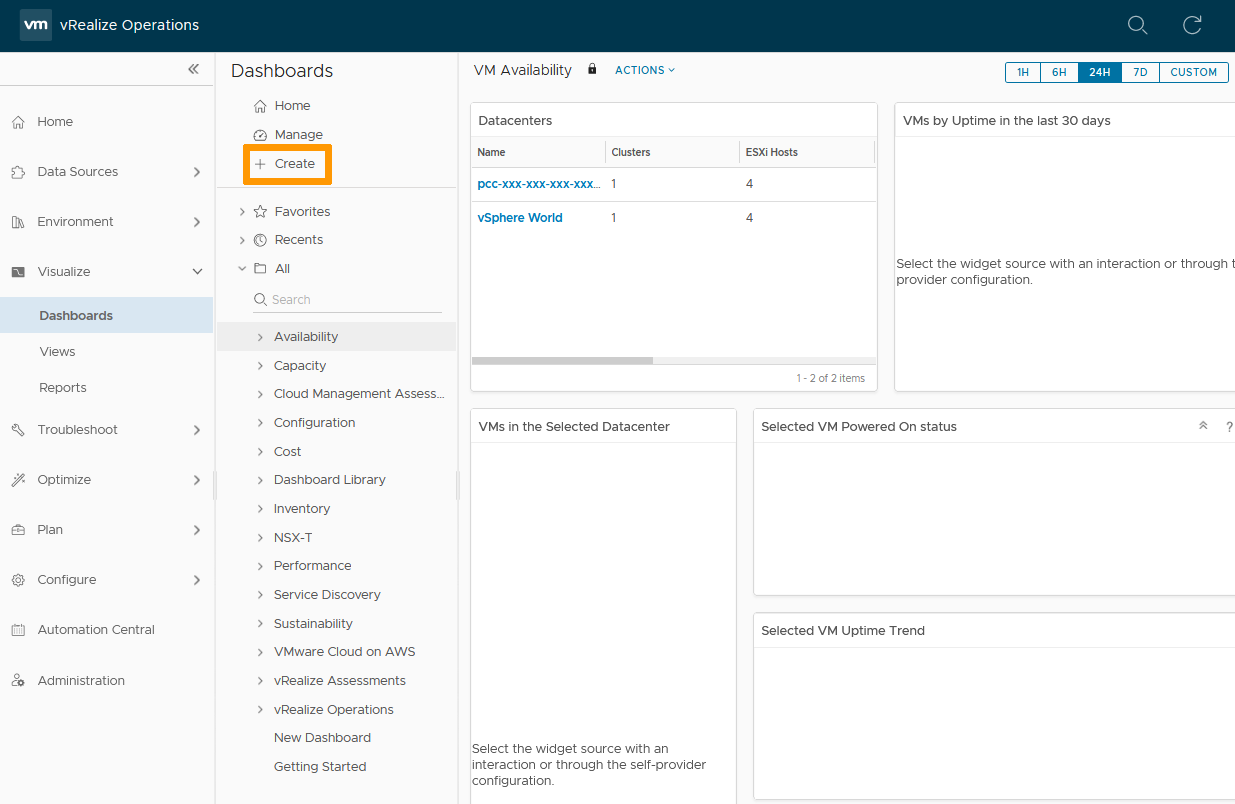 vm vRealize Operations
Home
Data Sources
Environment
Visualize
Dashboards
Views
Reports
Troubleshoot
Optimize
Plan
Configure
Automation Central
Administration
Dashboards
Home
Manage
Create
Favorites
Recents
All
Search
Availability
Capacity
Cloud Management Assess...
Configuration
Cost
Dashboard Library
Inventory
NSX-T
Performance
Service Discovery
Sustainability
VMware Cloud on AWS
vRealize Assessments
vRealize Operations
New Dashboard
Getting Started
VM Availability ACTIONS
1H 6H 24H 7D CUSTOM
Datacenters
Name Clusters ESXi Hosts
pcc-xxx-xxx-xxx-xxx... 1 4
vSphere World 1 4
1 - 2 of 2 items
VMs by Uptime in the last 30 days
Select the widget source with an interaction or through t
provider configuration.
VMs in the Selected Datacenter
Select the widget source with an
interaction or through the self-provider
configuration.
Selected VM Powered On status ?
Selected VM Uptime Trend